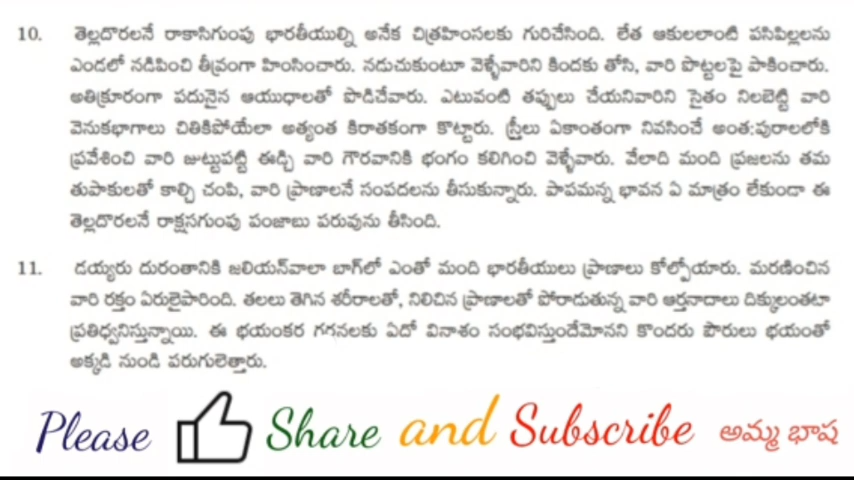 10. తెల్లదొరలనే రాకాసిగుంపు భారతీయుల్ని అనేక చిత్రహింసలకు గురిచేసింది. లేత ఆకులలాంటి పసిపిల్లలను
ఎండలో నడిపించి తీవ్రంగా హింసించారు. నడుచుకుంటూ వెళ్ళేవారిని కిందకు తోసి, వారి పొట్టలపై పాకించారు.
అతిక్రూరంగా పదునైన ఆయుధాలతో పొడిచేవారు. ఎటువంటి తప్పులు చేయనివారిని సైతం నిలబెట్టి వారి
వెనుకభాగాలు చితికిపోయేలా అత్యంత కిరాతకంగా కొట్టారు. స్త్రీలు ఏకాంతంగా నివసించే అంత:పురాలలోకి
ప్రవేశించి వారి జుట్టుపట్టి ఈడ్చి వారి గౌరవానికి భంగం కలిగించి వెళ్ళేవారు. వేలాది మంది ప్రజలను తమ
తుపాకులతో కాల్చి చంపి, వారి ప్రాణాలనే సంపదలను తీసుకున్నారు. పాపమన్న భావన ఏ మాత్రం లేకుండా ఈ
తెల్లదొరలనే రాక్షసగుంపు పంజాబు పరువును తీసింది.
11. డయ్యరు దురంతానికి జలియన్‌వాలా బాగ్‌లో ఎంతో మంది భారతీయులు ప్రాణాలు కోల్పోయారు. మరణించిన
వారి రక్తం ఏరులైపారింది. తలలు తెగిన శరీరాలతో, నిలిచిన ప్రాణాలతో పోరాడుతున్న వారి ఆర్తనాదాలు దిక్కులంతటా
ప్రతిధ్వనిస్తున్నాయి. ఈ భయంకర గర్జనలకు ఏదో వినాశం సంభవిస్తుందేమోనని కొందరు పౌరులు భయంతో
అక్కడి నుండి పరుగులెత్తారు.
Please Share and Subscribe అమ్మ భాష